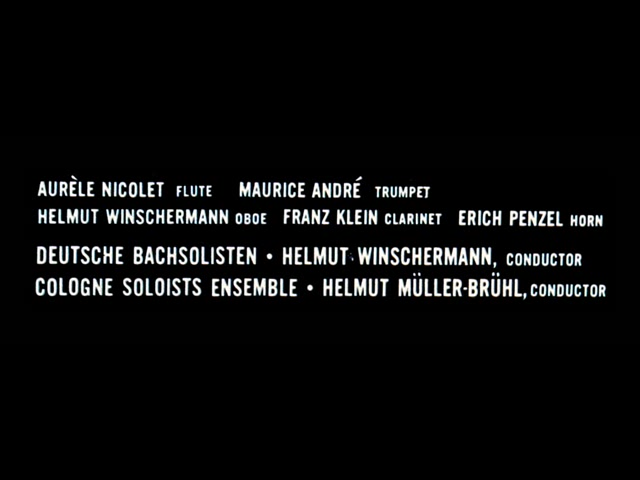 AURÈLE NICOLET FLUTE MAURICE ANDRÉ TRUMPET
HELMUT WINSCHERMANN OBOE FRANZ KLEIN CLARINET ERICH PENZEL HORN
DEUTSCHE BACHSOLISTEN • HELMUT WINSCHERMANN, CONDUCTOR
COLOGNE SOLOISTS ENSEMBLE • HELMUT MÜLLER-BRÜHL, CONDUCTOR